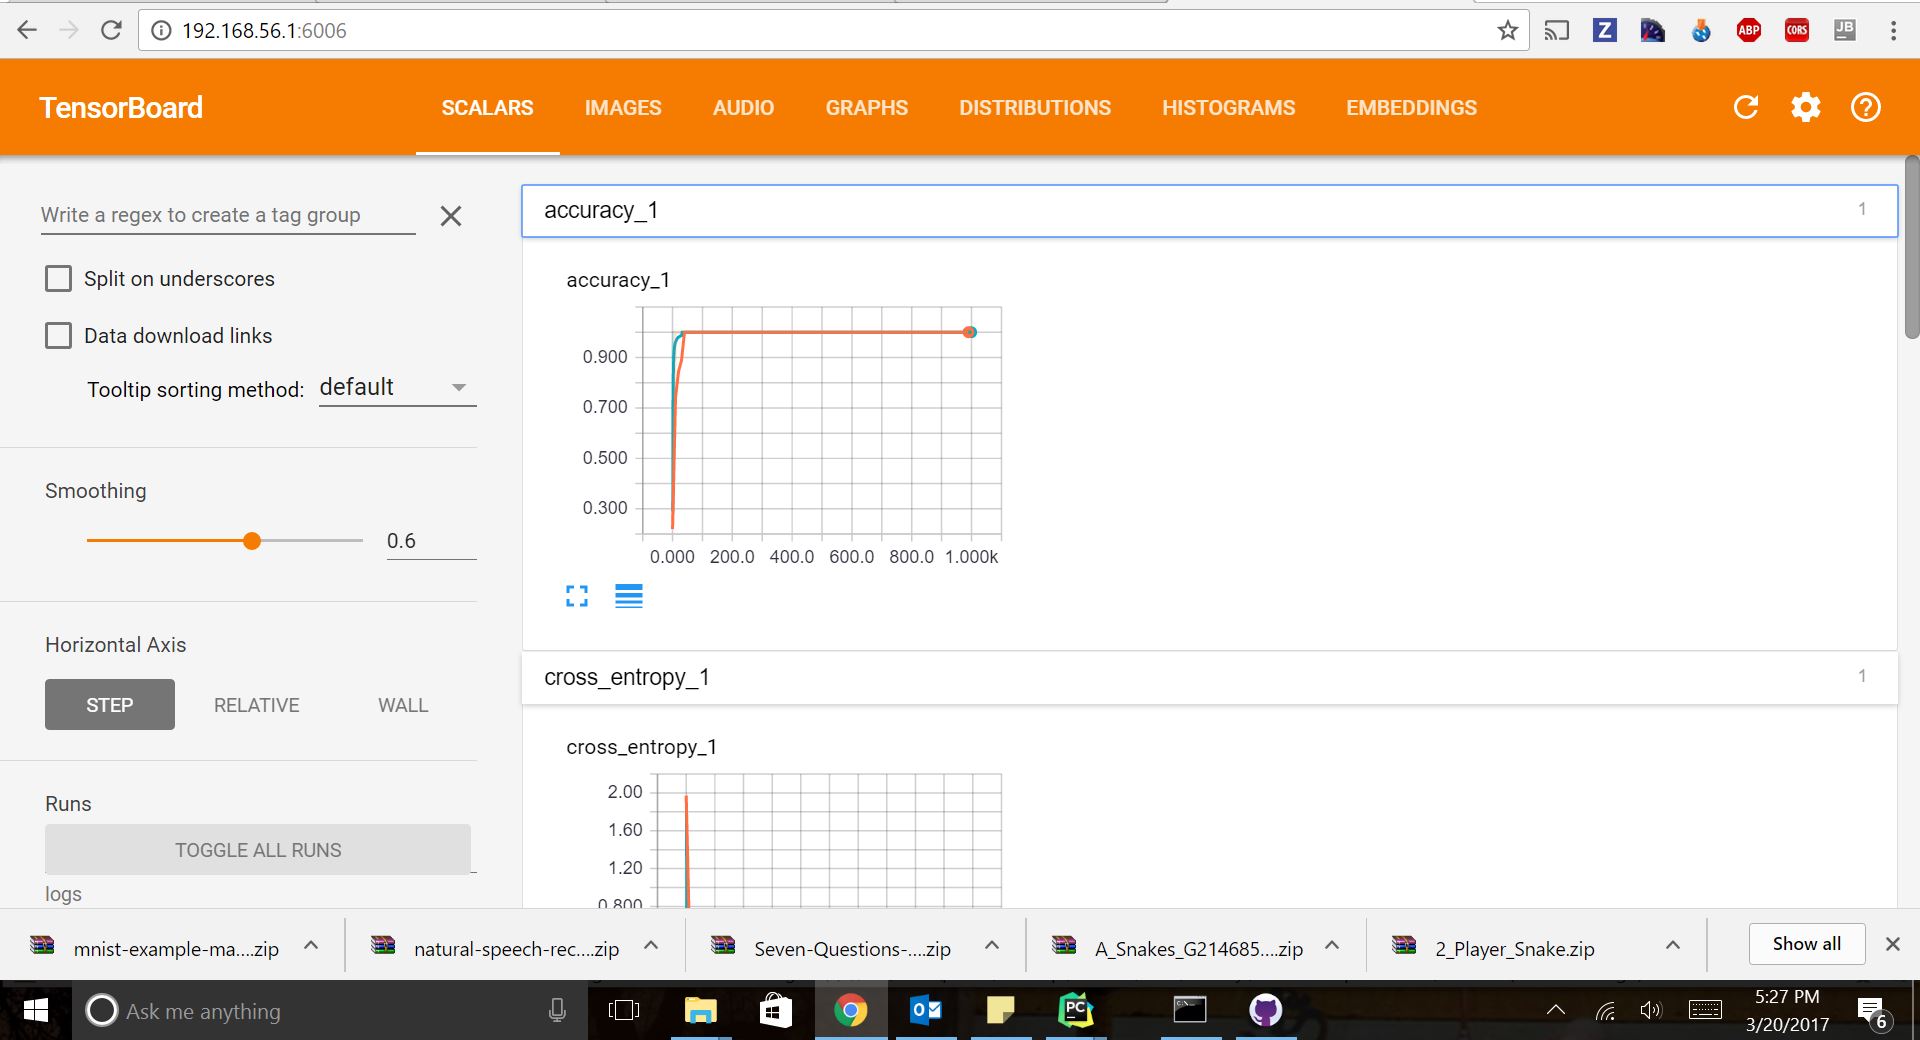 192.168.56.1:6006
Z
ABP
CORS
JB
TensorBoard
SCALARS IMAGES AUDIO GRAPHS DISTRIBUTIONS HISTOGRAMS EMBEDDINGS
Write a regex to create a tag group
Split on underscores
Data download links
Tooltip sorting method: default
Smoothing
0.6
Horizontal Axis
STEP RELATIVE WALL
Runs
TOGGLE ALL RUNS
logs
accuracy_1 1
accuracy_1
0.900
0.700
0.500
0.300
0.000 200.0 400.0 600.0 800.0 1.000k
cross_entropy_1 1
cross_entropy_1
2.00
1.60
1.20
0.800
mnist-example-ma....zip natural-speech-rec....zip Seven-Questions-....zip A_Snakes_G214685....zip 2_Player_Snake.zip Show all
Ask me anything
PC
5:27 PM
3/20/2017
6